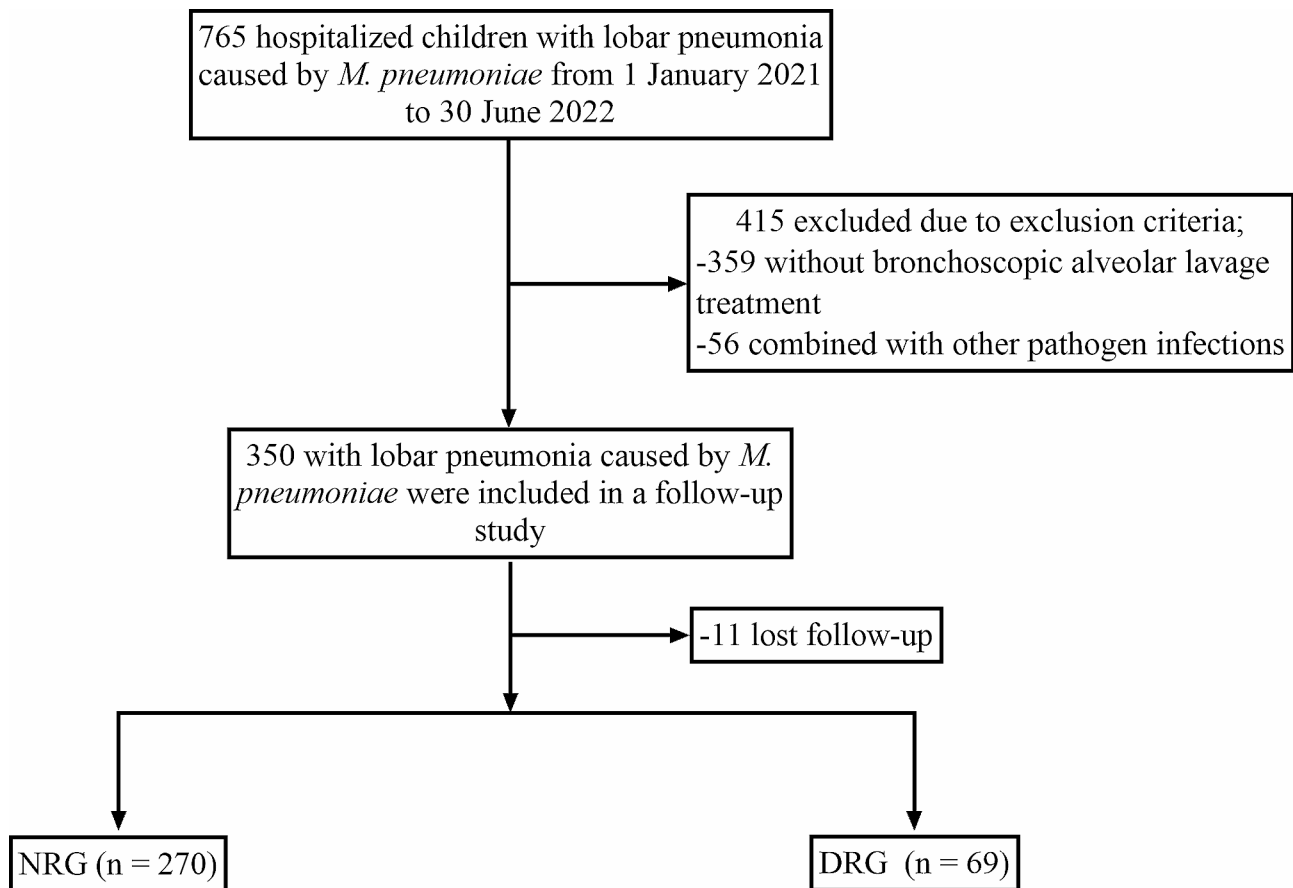 765 hospitalized children with lobar pneumonia
caused by M. pneumoniae from 1 January 2021
to 30 June 2022
415 excluded due to exclusion criteria;
-359 without bronchoscopic alveolar lavage
treatment
-56 combined with other pathogen infections
350 with lobar pneumonia caused by M.
pneumoniae were included in a follow-up
study
-11 lost follow-up
NRG (n = 270)
DRG (n = 69)